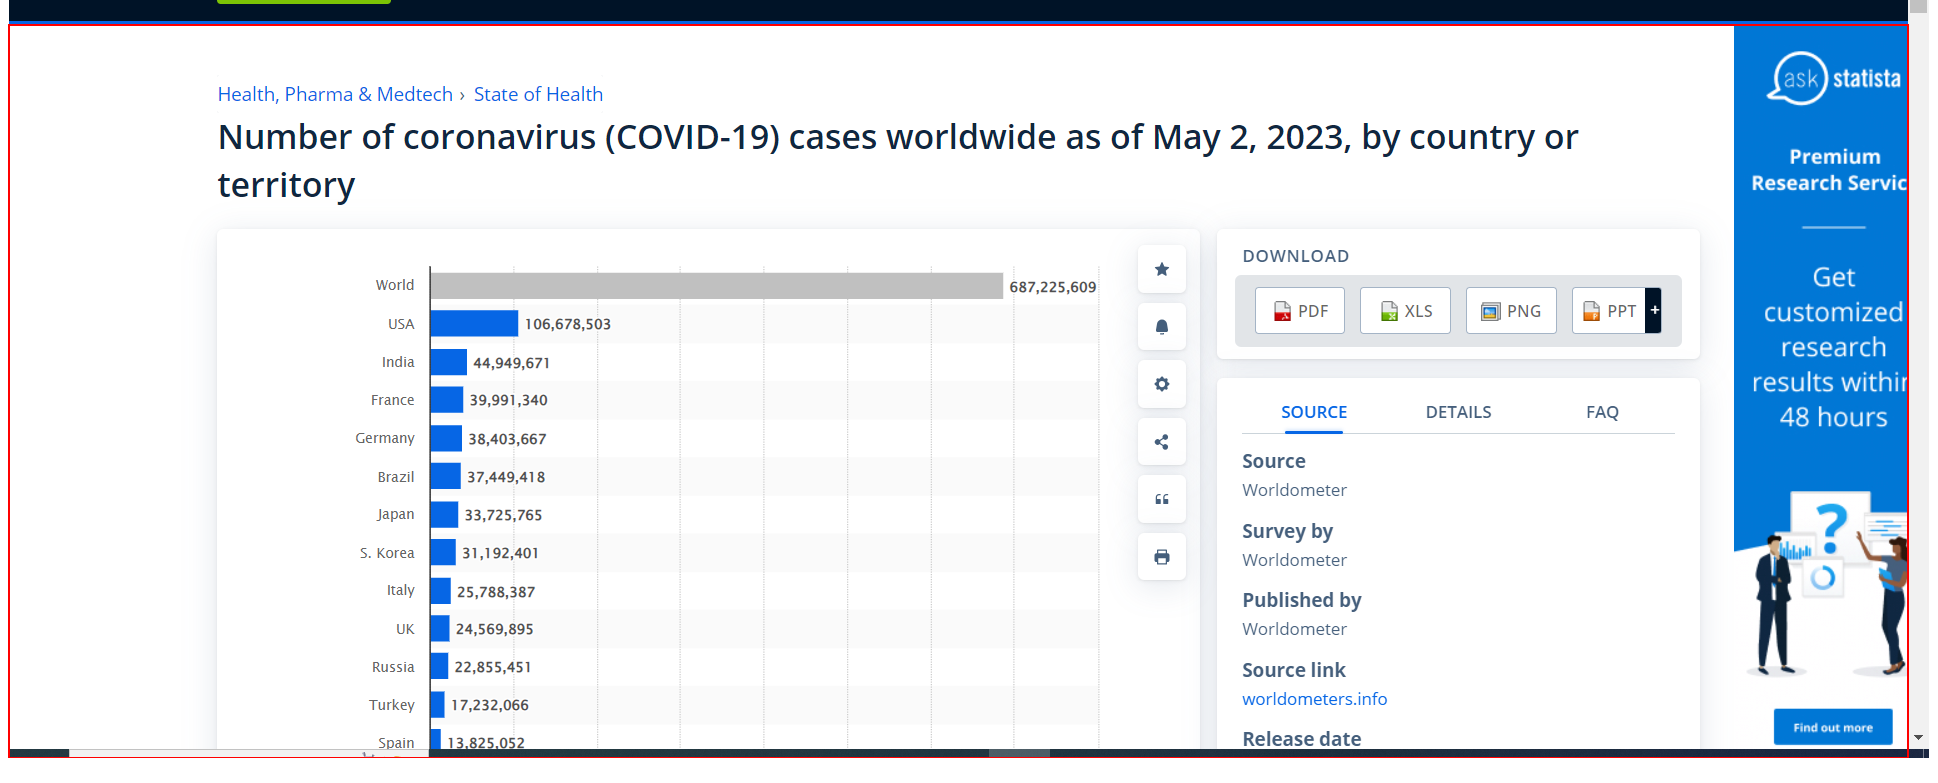 Health, Pharma & Medtech › State of Health
Number of coronavirus (COVID-19) cases worldwide as of May 2, 2023, by country or
territory
World 687,225,609
USA 106,678,503
India 44,949,671
France 39,991,340
Germany 38,403,667
Brazil 37,449,418
Japan 33,725,765
S. Korea 31,192,401
Italy 25,788,387
UK 24,569,895
Russia 22,855,451
Turkey 17,232,066
Spain 13,825,052
DOWNLOAD
PDF XLS PNG PPT +
SOURCE DETAILS FAQ
Source
Worldometer
Survey by
Worldometer
Published by
Worldometer
Source link
worldometers.info
Release date
ask statista
Premium
Research Servic
Get
customized
research
results within
48 hours
?
Find out more